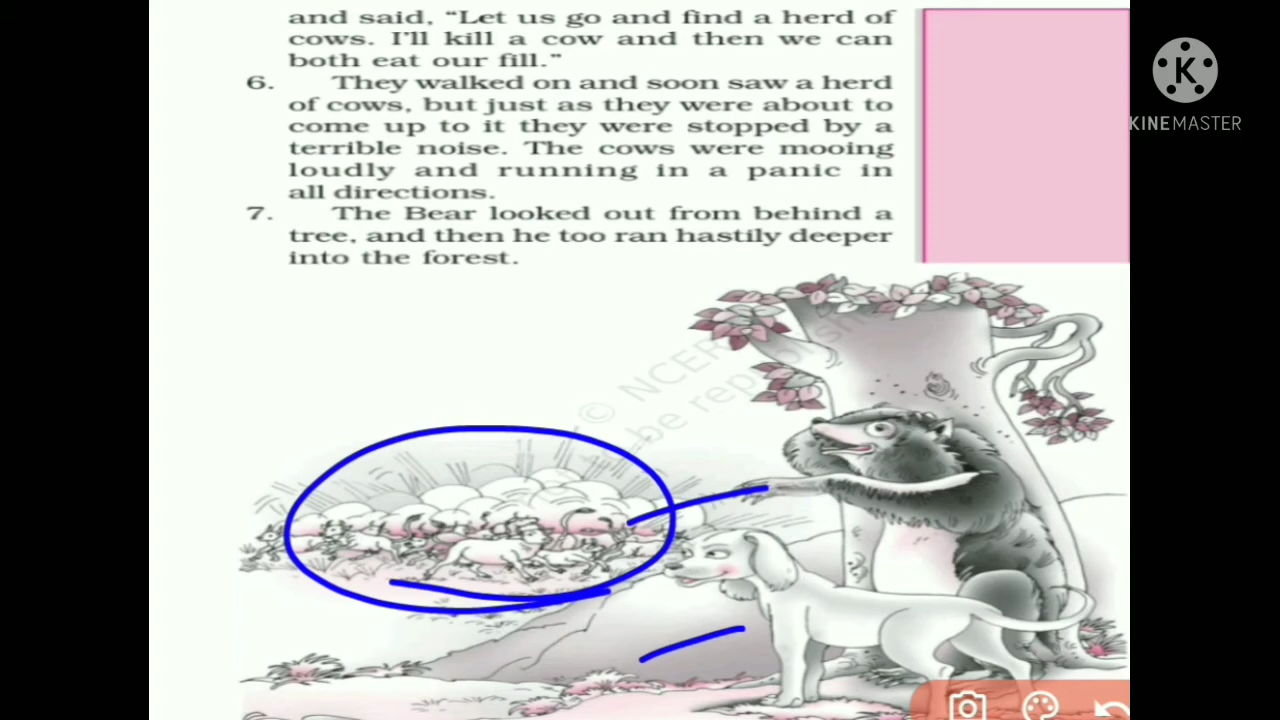 and said, “Let us go and find a herd of
cows. I’ll kill a cow and then we can
both eat our fill.”
6. They walked on and soon saw a herd
of cows, but just as they were about to
come up to it they were stopped by a
terrible noise. The cows were mooing
loudly and running in a panic in
all directions.
7. The Bear looked out from behind a
tree, and then he too ran hastily deeper
into the forest.
K
KINEMASTER
© NCER
be repu